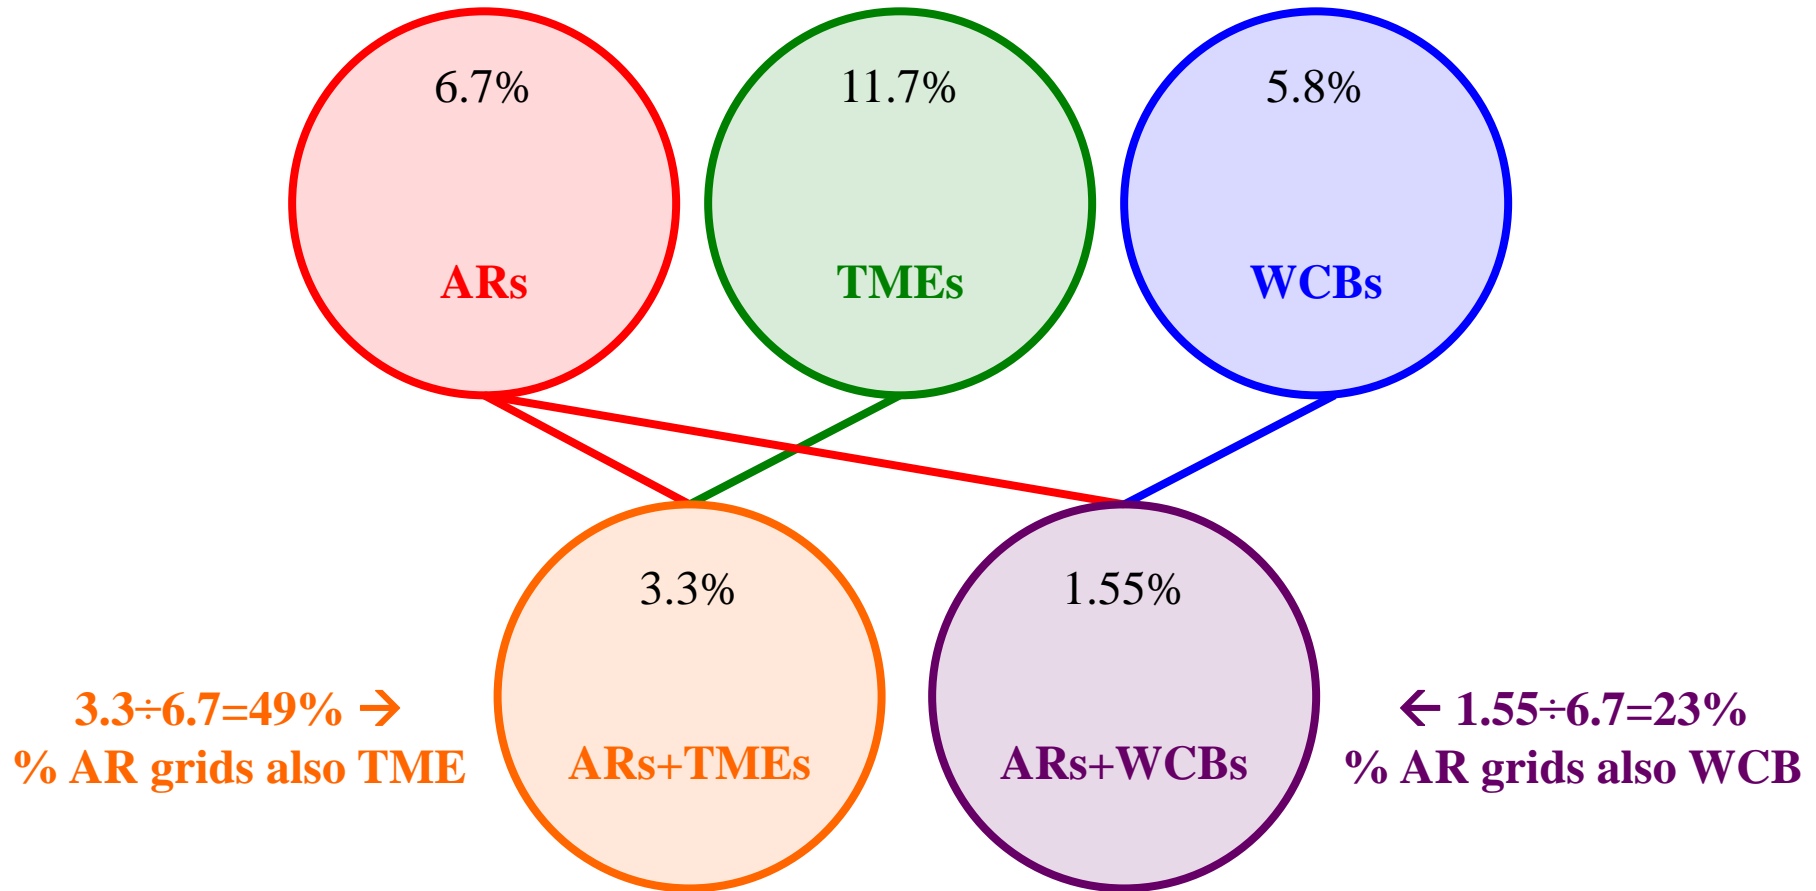 6.7%
11.7%
5.8%
ARs
TMEs
WCBs
3.3%
1.55%
3.3÷6.7=49% →
% AR grids also TME
ARs+TMEs
ARs+WCBs
← 1.55÷6.7=23%
% AR grids also WCB